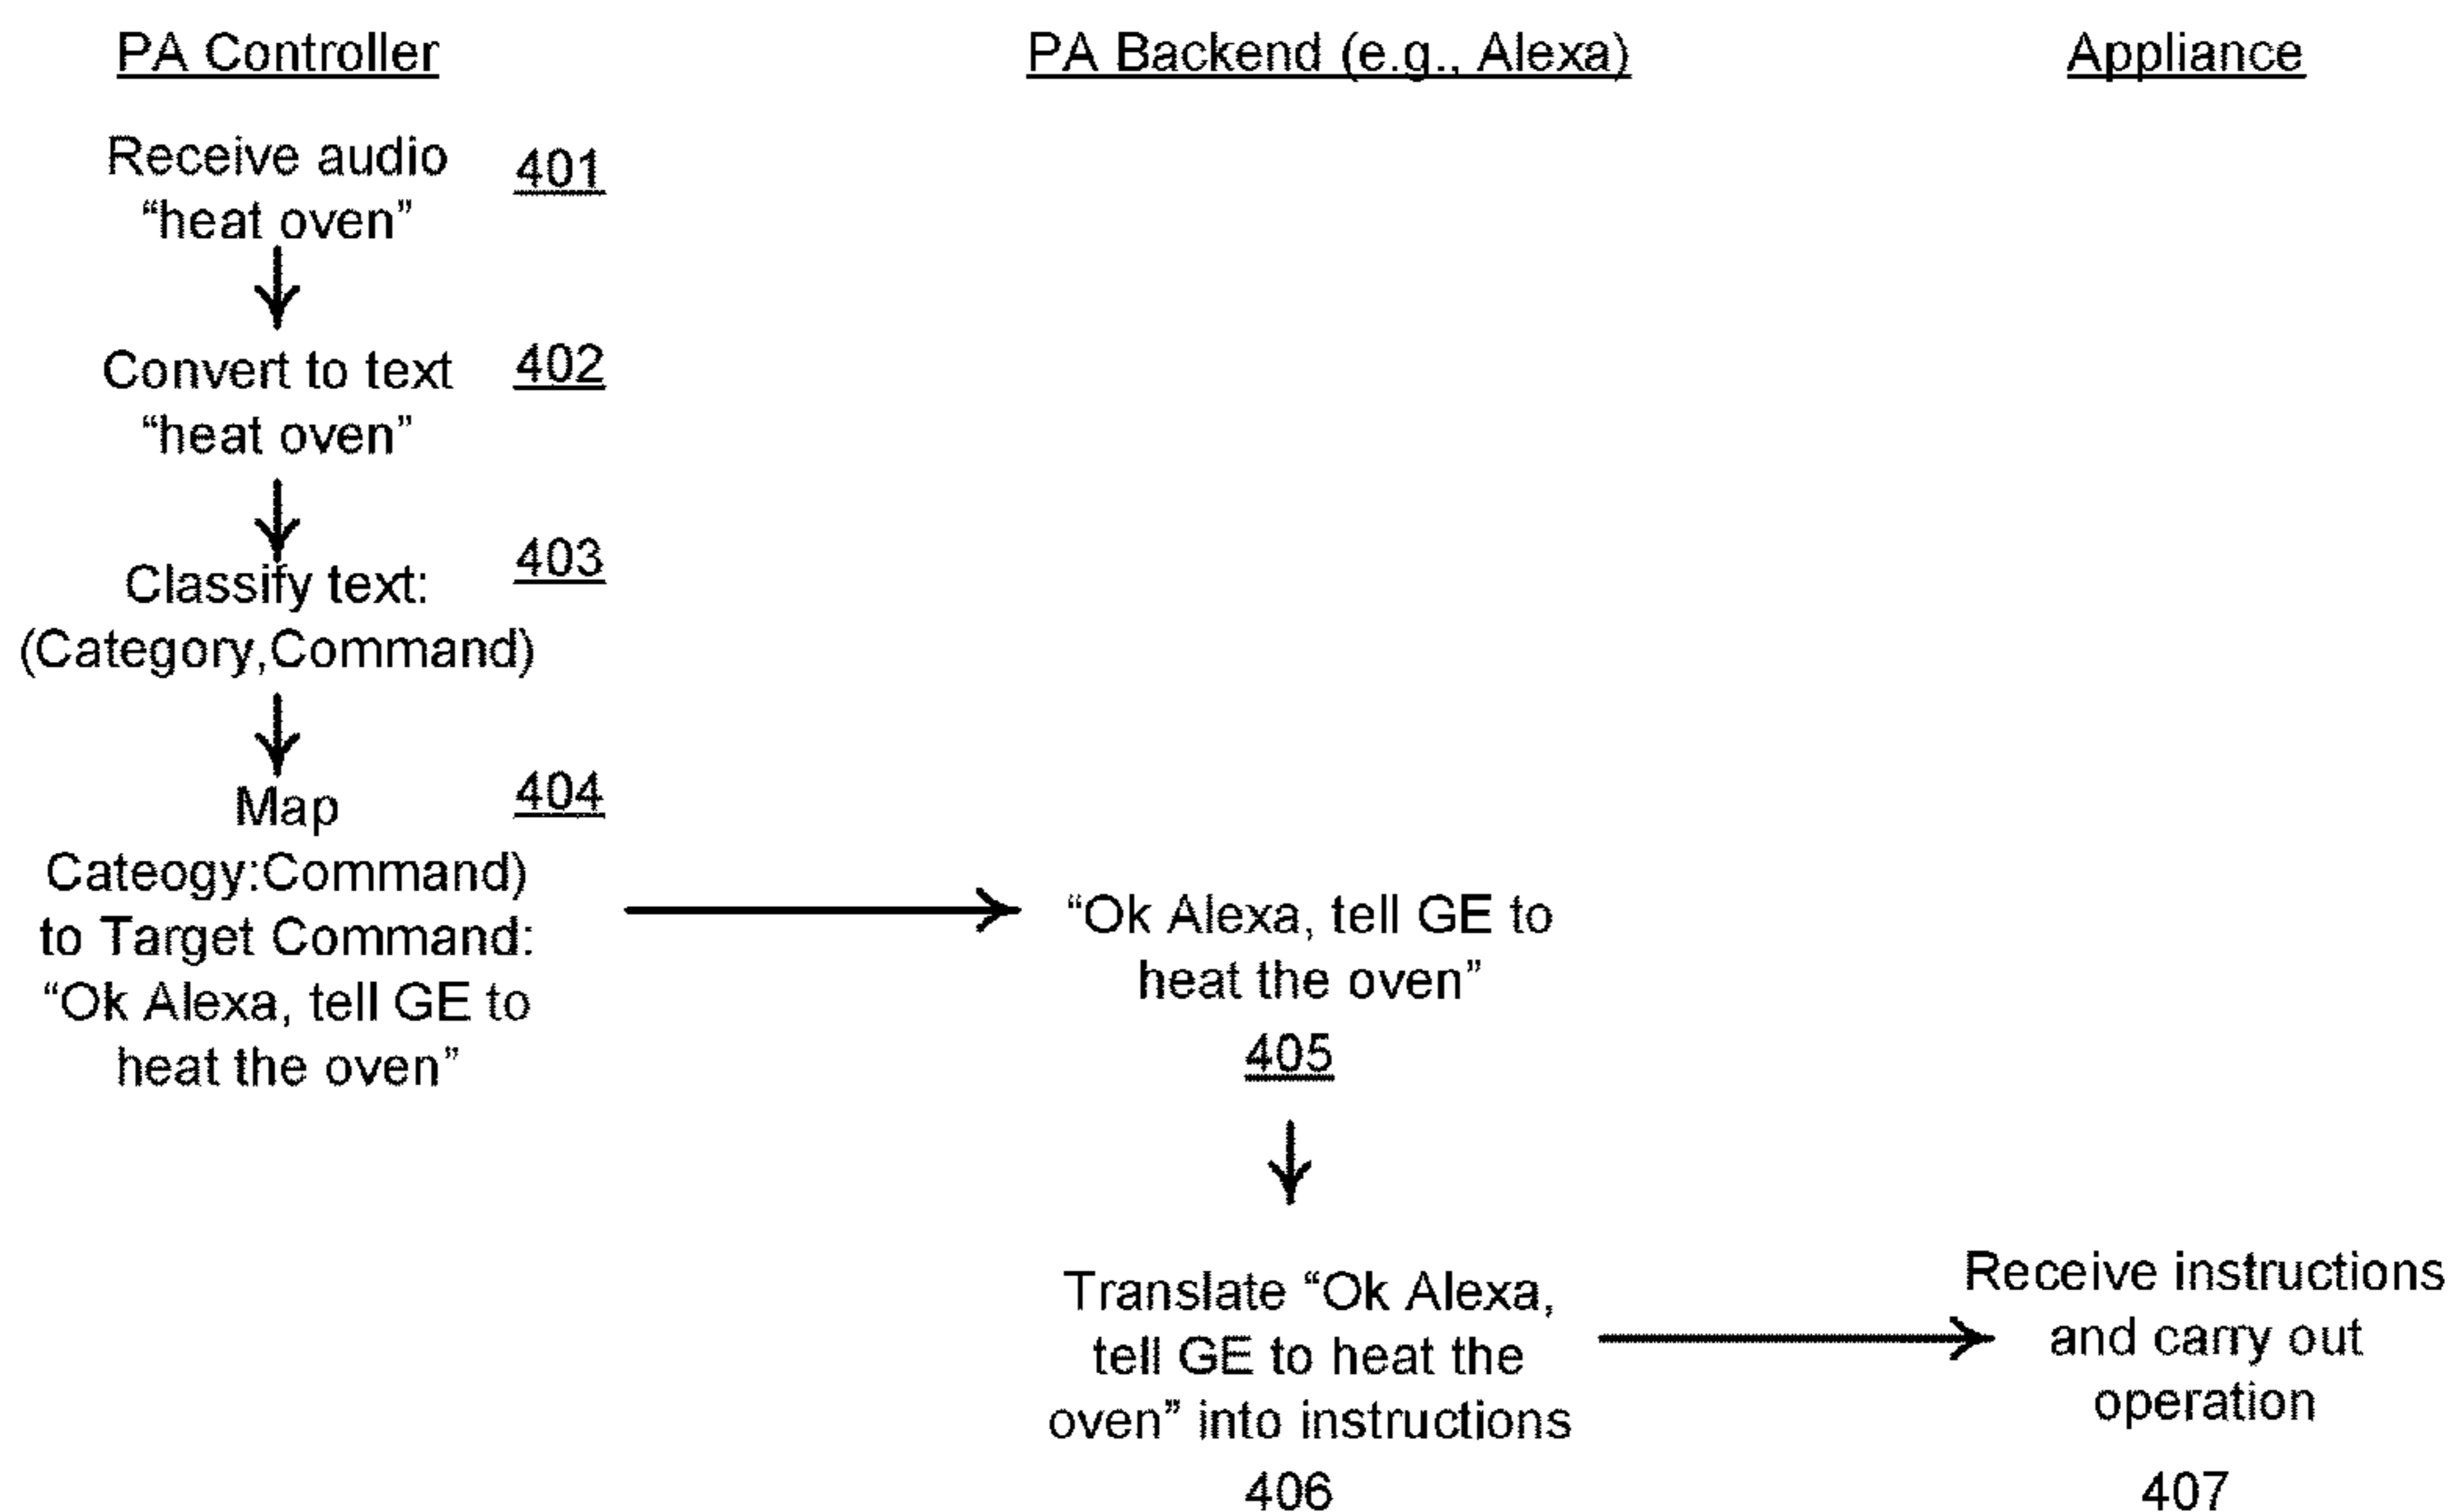 PA Controller
PA Backend (e.g., Alexa)
Appliance
Receive audio
“heat oven”
401
Convert to text
“heat oven”
402
Classify text:
(Category,Command)
403
Map
Cateogy:Command)
to Target Command:
“Ok Alexa, tell GE to
heat the oven”
404
“Ok Alexa, tell GE to
heat the oven”
405
Translate “Ok Alexa,
tell GE to heat the
oven” into instructions
406
Receive instructions
and carry out
operation
407